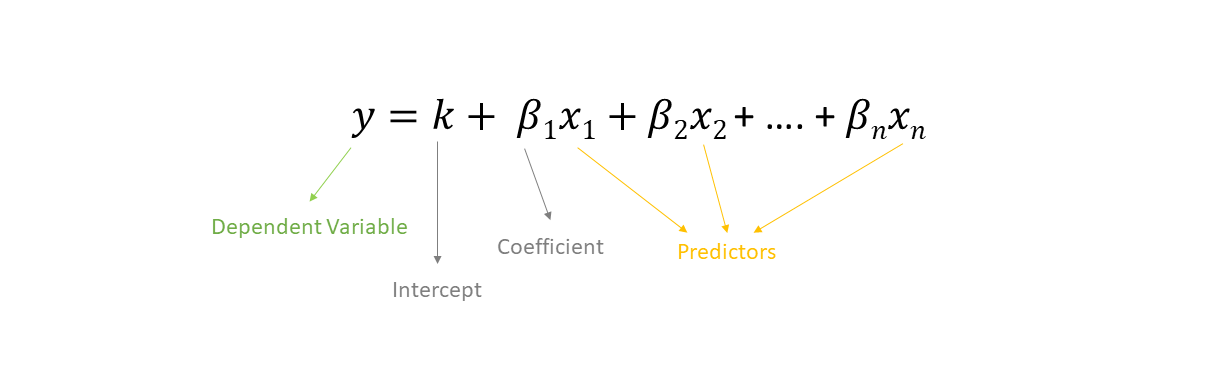 y = k + β₁x₁ + β₂x₂ + .... + βₙxₙ
Dependent Variable
Coefficient
Predictors
Intercept